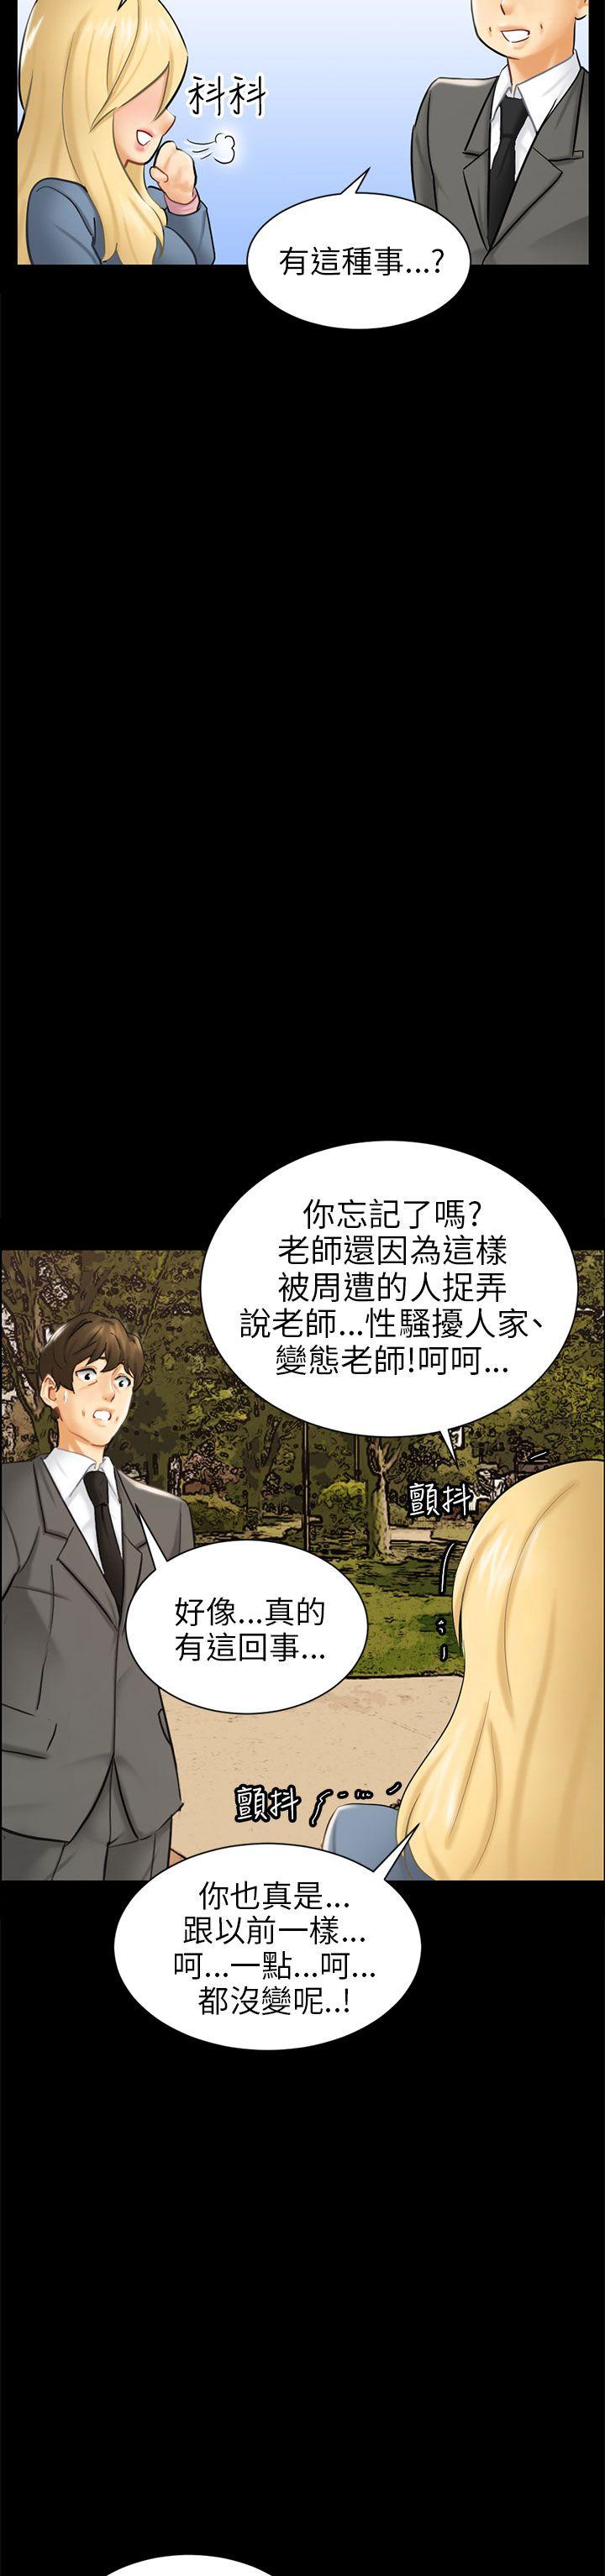 科科
有這種事...?
你忘記了嗎?
老師還因為這樣
被周遭的人捉弄
說老師...性騷擾人家、
變態老師!呵呵...
顫抖
好像...真的
有這回事...
顫抖
你也真是...
跟以前一樣...
呵...一點...呵...
都沒變呢..!